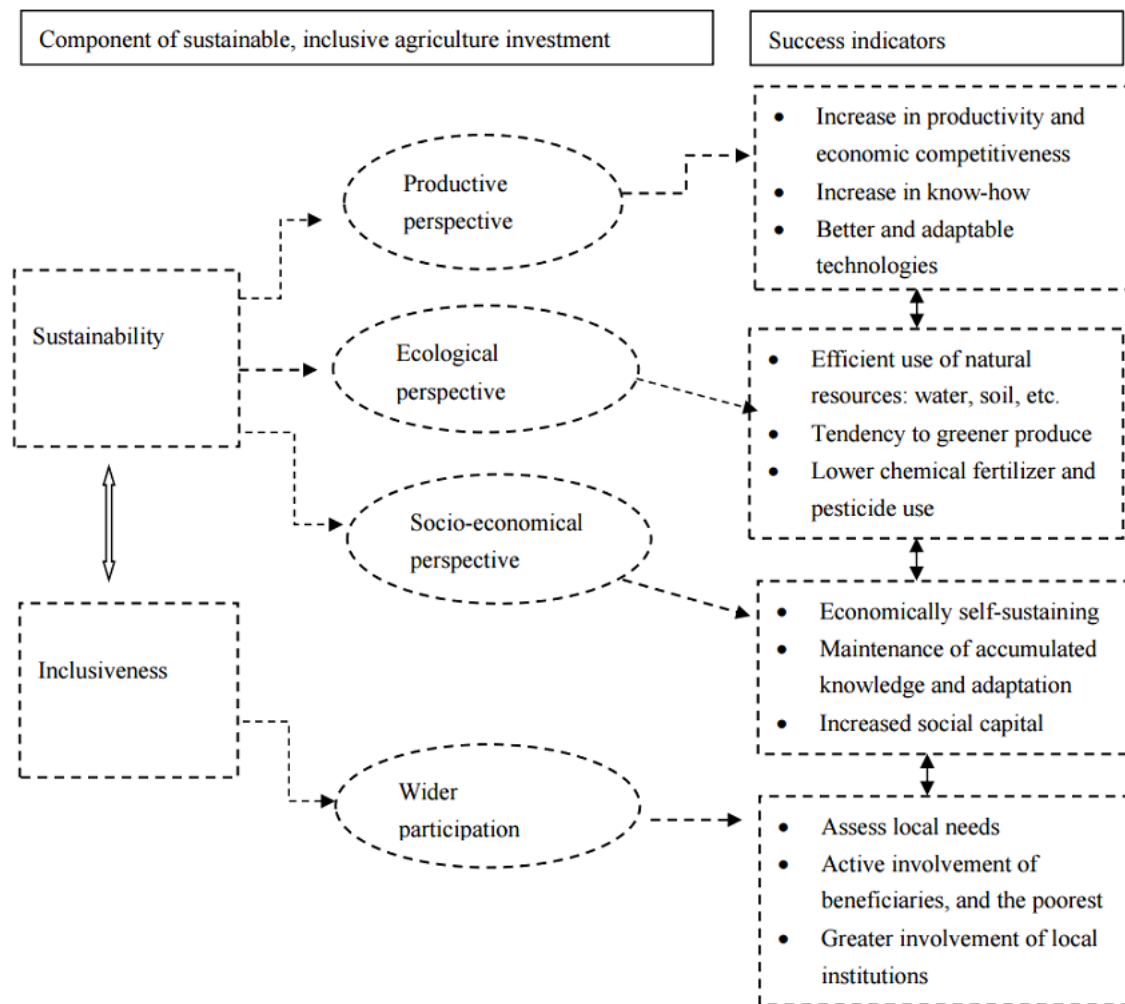 Component of sustainable, inclusive agriculture investment
Success indicators
Sustainability
Inclusiveness
Productive
perspective
Ecological
perspective
Socio-economical
perspective
Wider
participation
• Increase in productivity and
economic competitiveness
• Increase in know-how
• Better and adaptable
technologies
• Efficient use of natural
resources: water, soil, etc.
• Tendency to greener produce
• Lower chemical fertilizer and
pesticide use
• Economically self-sustaining
• Maintenance of accumulated
knowledge and adaptation
• Increased social capital
• Assess local needs
• Active involvement of
beneficiaries, and the poorest
• Greater involvement of local
institutions